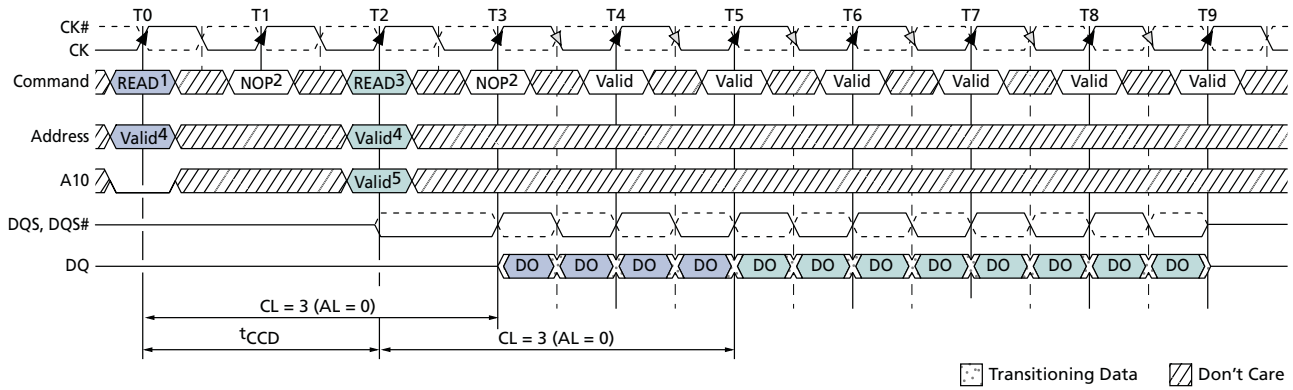 T0 T1 T2 T3 T4 T5 T6 T7 T8 T9
CK#
CK
Command READ1 NOP2 READ3 NOP2 Valid Valid Valid Valid Valid Valid
Address Valid4 Valid4
A10 Valid5
DQS, DQS#
DQ DO DO DO DO DO DO DO DO DO DO DO DO
CL = 3 (AL = 0)
tCCD CL = 3 (AL = 0)
Transitioning Data Don't Care